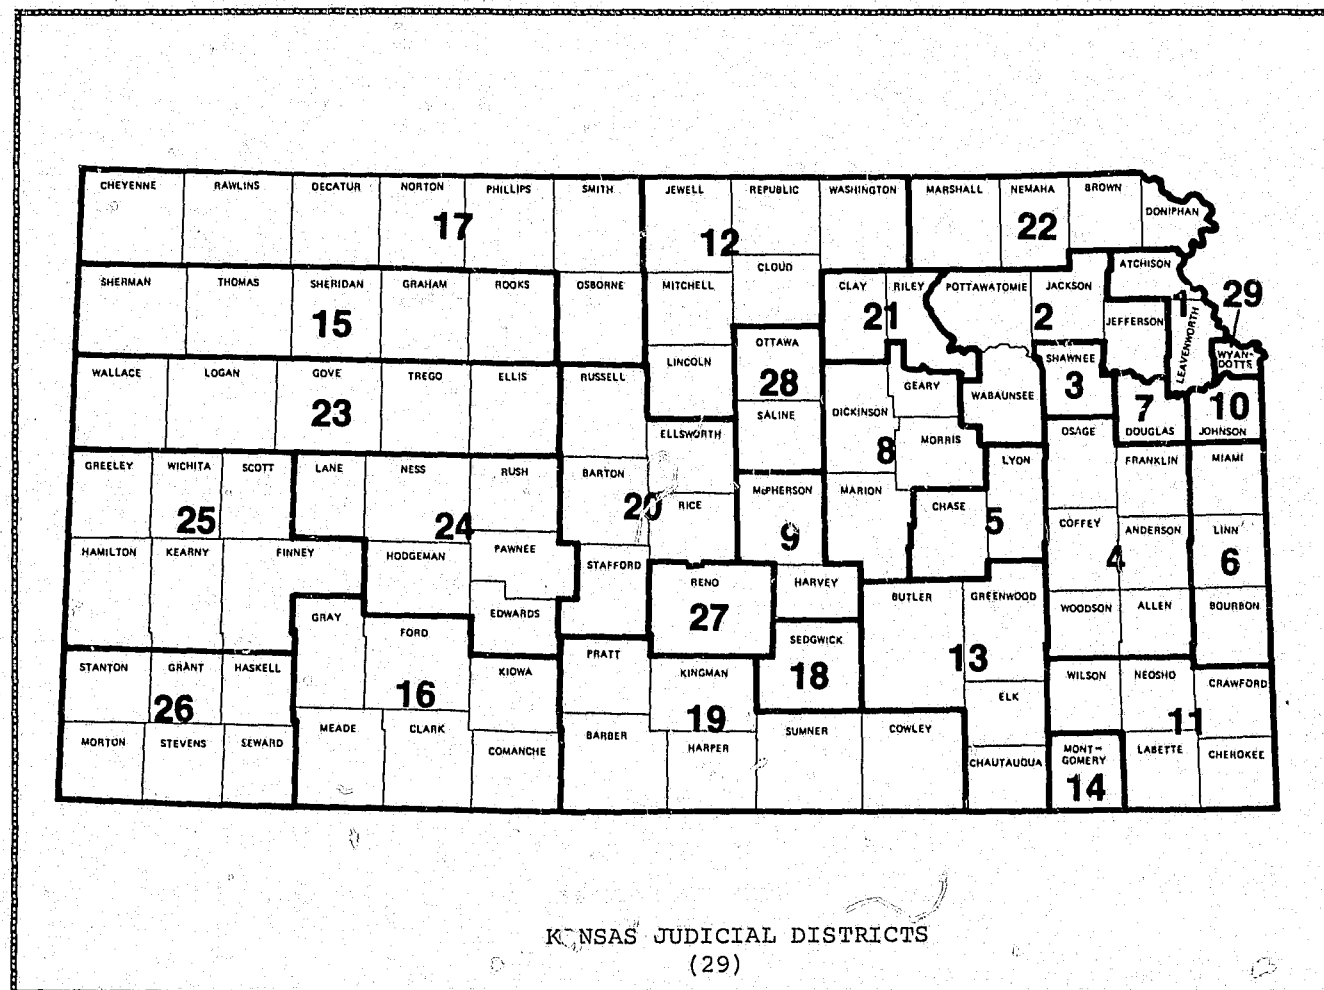 CHEYENNE RAWLINS DECATUR NORTON PHILLIPS SMITH JEWELL REPUBLIC WASHINGTON MARSHALL NEMAHA BROWN
DONIPHAN
17 12 22
ATCHISON
CLOUD
SHERMAN THOMAS SHERIDAN GRAHAM ROOKS OSBORNE MITCHELL CLAY RILEY POTTAWATOMIE JACKSON
1 29
15 21 2 JEFFERSON
LEAVENWORTH
OTTAWA
LINCOLN SHAWNEE WYAN-
DOTTE
WALLACE LOGAN GOVE TREGO ELLIS RUSSELL
28 GEARY 3
WABAUNSEE
23 SALINE DICKINSON 7 10
ELLSWORTH MORRIS OSAGE DOUGLAS JOHNSON
8
GREELEY WICHITA SCOTT LANE NESS RUSH BARTON LYON FRANKLIN MIAMI
McPHERSON MARION
25 24 20 RICE CHASE 5
COFFEY ANDERSON LINN
HAMILTON KEARNY FINNEY HODGEMAN PAWNEE STAFFORD 9 4 6
RENO HARVEY
BUTLER GREENWOOD
GRAY EDWARDS 27 WOODSON ALLEN BOURBON
FORD SEDGWICK
PRATT 13
STANTON GRANT HASKELL KIOWA KINGMAN 18 WILSON NEOSHO CRAWFORD
16 ELK
26 19 11
MORTON STEVENS SEWARD MEADE CLARK COMANCHE BARBER HARPER SUMNER COWLEY
CHAUTAUQUA MONT-
GOMERY LABETTE CHEROKEE
14
KANSAS JUDICIAL DISTRICTS
(29)